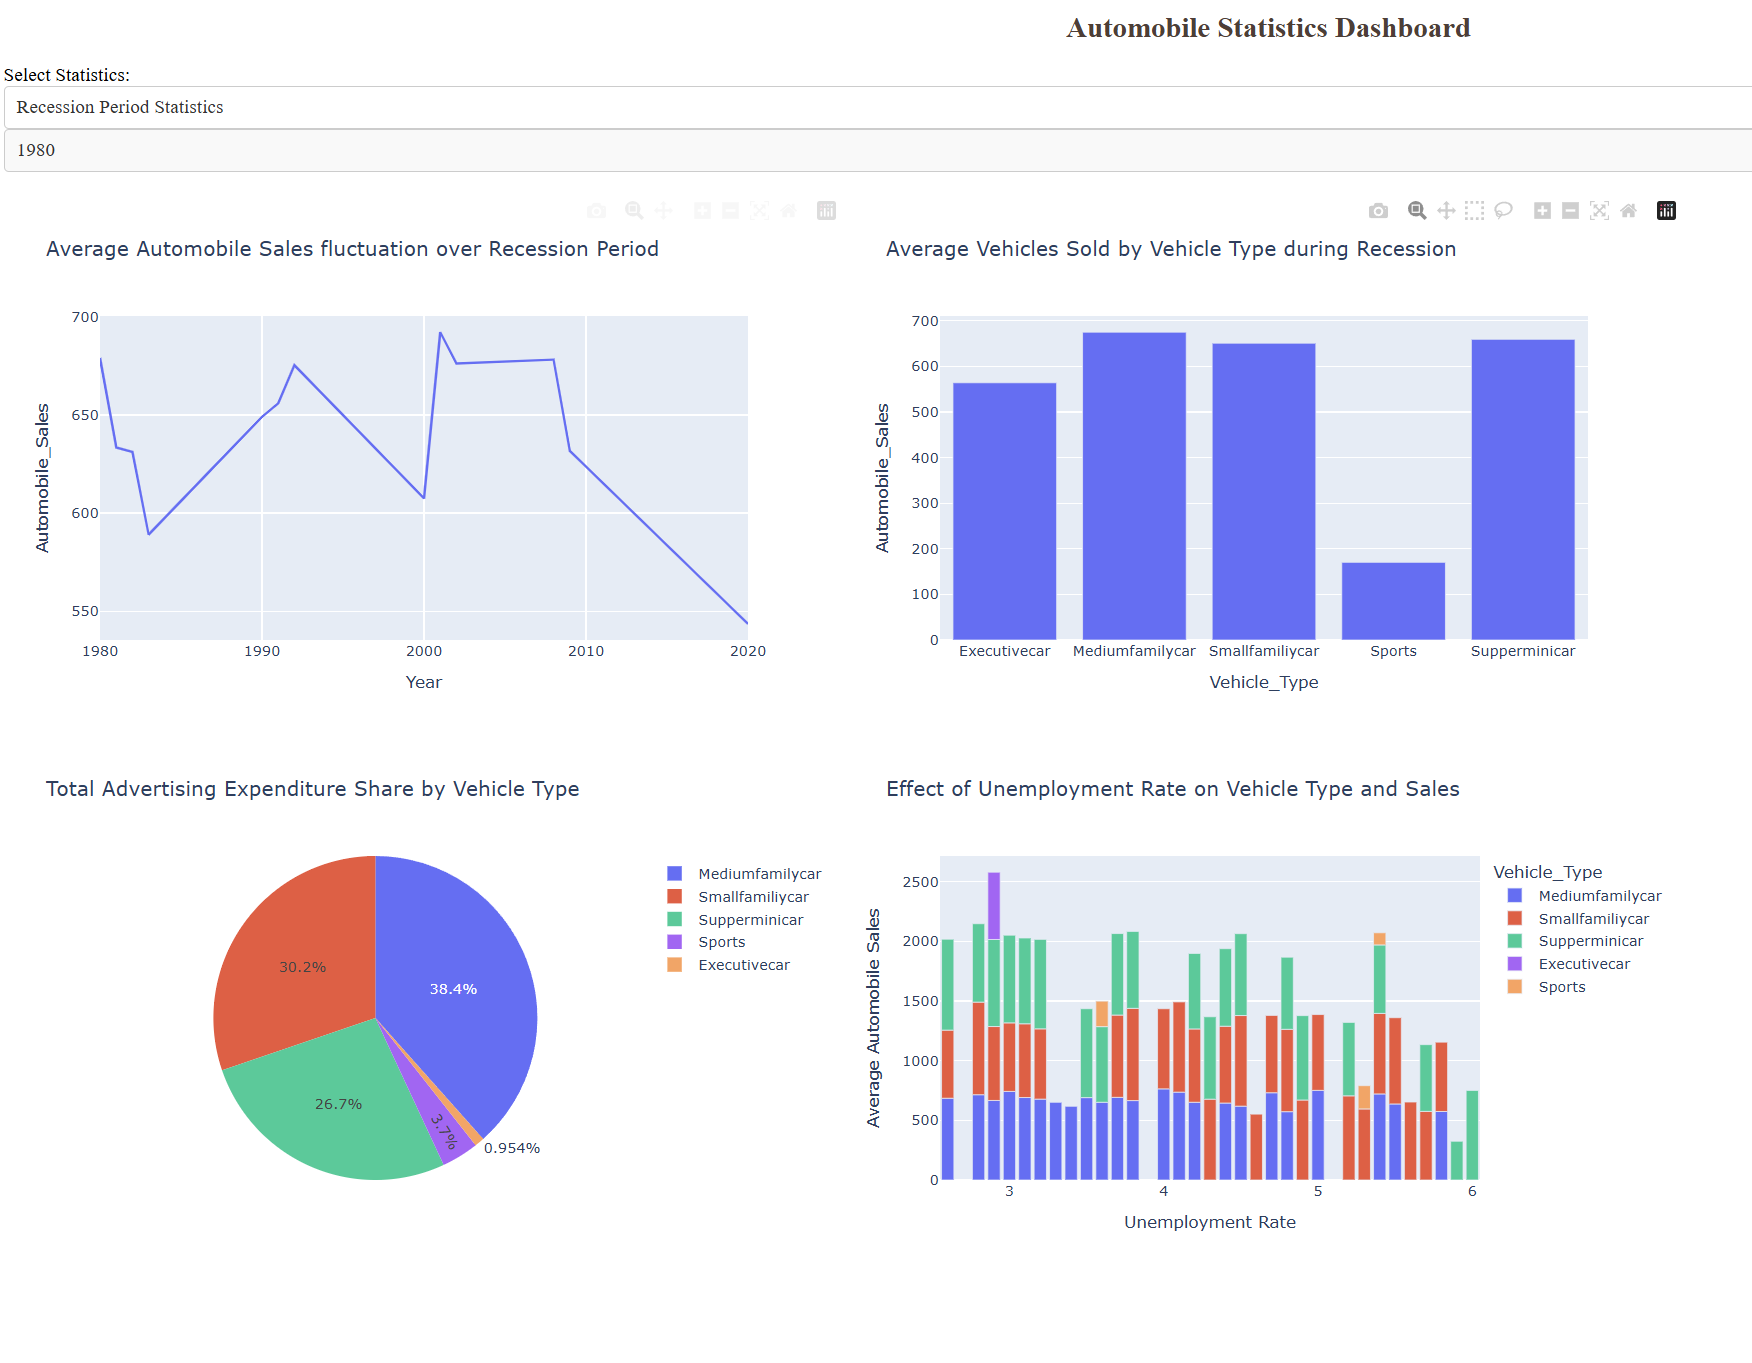 Automobile Statistics Dashboard
Select Statistics:
Recession Period Statistics
1980
Average Automobile Sales fluctuation over Recession Period
700
650
600
550
Automobile_Sales
1980 1990 2000 2010 2020
Year
Average Vehicles Sold by Vehicle Type during Recession
700
600
500
400
300
200
100
0
Automobile_Sales
Executivecar Mediumfamilycar Smallfamiliycar Sports Supperminicar
Vehicle_Type
Total Advertising Expenditure Share by Vehicle Type
30.2%
38.4%
26.7%
3.7%
0.954%
Mediumfamilycar
Smallfamiliycar
Supperminicar
Sports
Executivecar
Effect of Unemployment Rate on Vehicle Type and Sales
2500
2000
1500
1000
500
0
Average Automobile Sales
3 4 5 6
Unemployment Rate
Vehicle_Type
Mediumfamilycar
Smallfamiliycar
Supperminicar
Executivecar
Sports